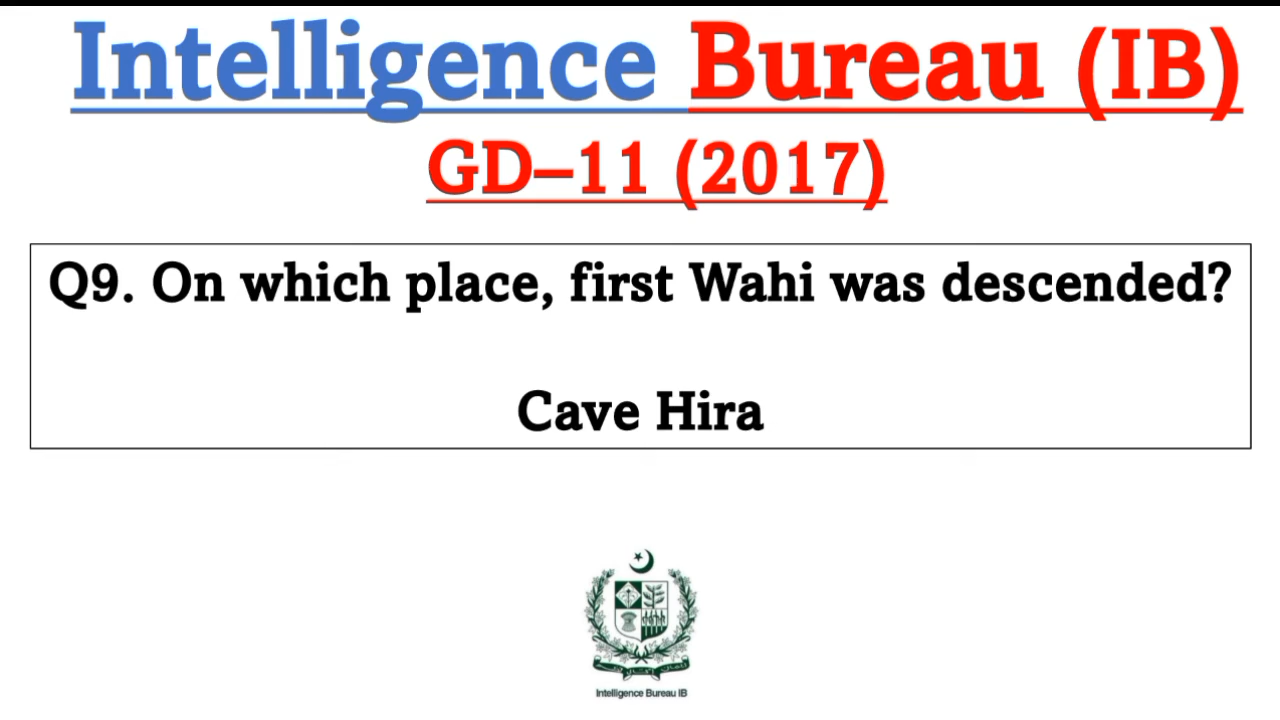 Intelligence Bureau (IB)
GD–11 (2017)
Q9. On which place, first Wahi was descended?
Cave Hira
Intelligence Bureau IB